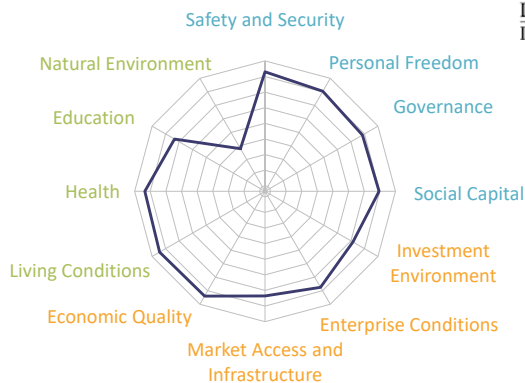 Safety and Security
Natural Environment
Personal Freedom
Education
Governance
Health
Social Capital
Living Conditions
Investment
Environment
Economic Quality
Enterprise Conditions
Market Access and
Infrastructure